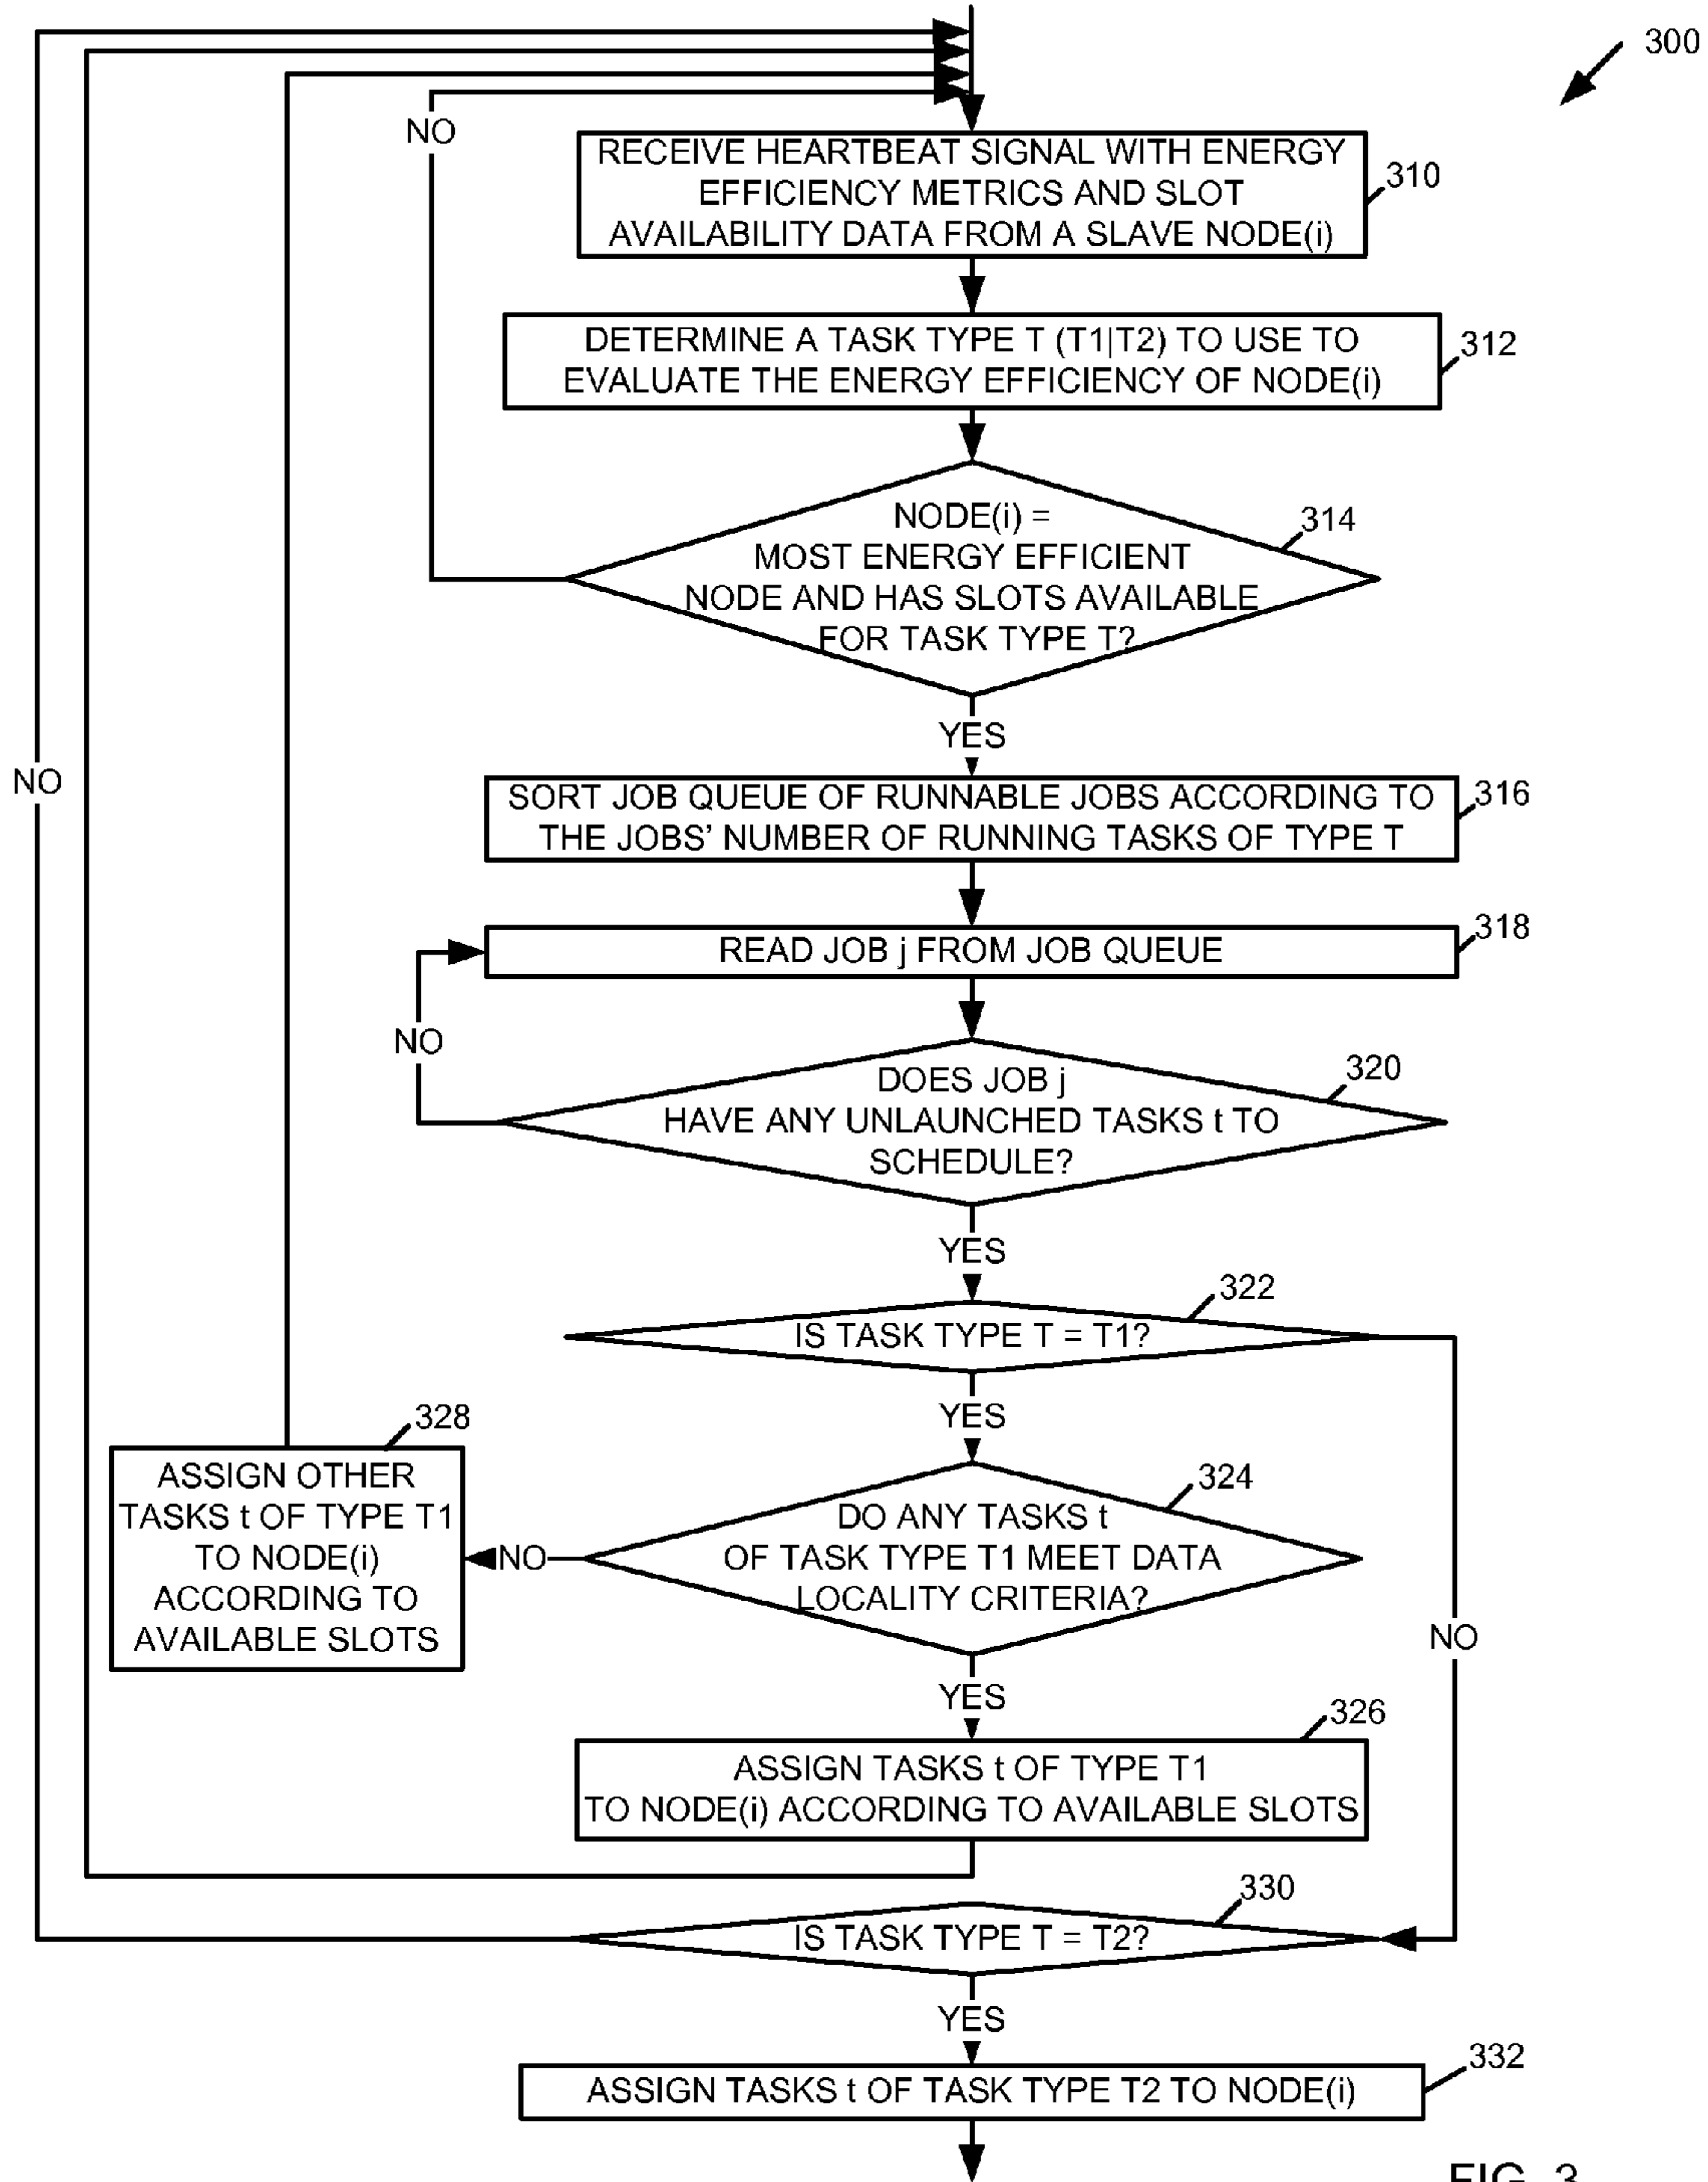 300
NO
RECEIVE HEARTBEAT SIGNAL WITH ENERGY
EFFICIENCY METRICS AND SLOT
AVAILABILITY DATA FROM A SLAVE NODE(i)
310
DETERMINE A TASK TYPE T (T1|T2) TO USE TO
EVALUATE THE ENERGY EFFICIENCY OF NODE(i)
312
NODE(i) =
MOST ENERGY EFFICIENT
NODE AND HAS SLOTS AVAILABLE
FOR TASK TYPE T?
314
YES
NO
SORT JOB QUEUE OF RUNNABLE JOBS ACCORDING TO
THE JOBS' NUMBER OF RUNNING TASKS OF TYPE T
316
READ JOB j FROM JOB QUEUE
318
NO
DOES JOB j
HAVE ANY UNLAUNCHED TASKS t TO
SCHEDULE?
320
YES
IS TASK TYPE T = T1?
322
YES
328
ASSIGN OTHER
TASKS t OF TYPE T1
TO NODE(i)
ACCORDING TO
AVAILABLE SLOTS
NO
DO ANY TASKS t
OF TASK TYPE T1 MEET DATA
LOCALITY CRITERIA?
324
NO
YES
326
ASSIGN TASKS t OF TYPE T1
TO NODE(i) ACCORDING TO AVAILABLE SLOTS
330
IS TASK TYPE T = T2?
YES
332
ASSIGN TASKS t OF TASK TYPE T2 TO NODE(i)
FIG. 3